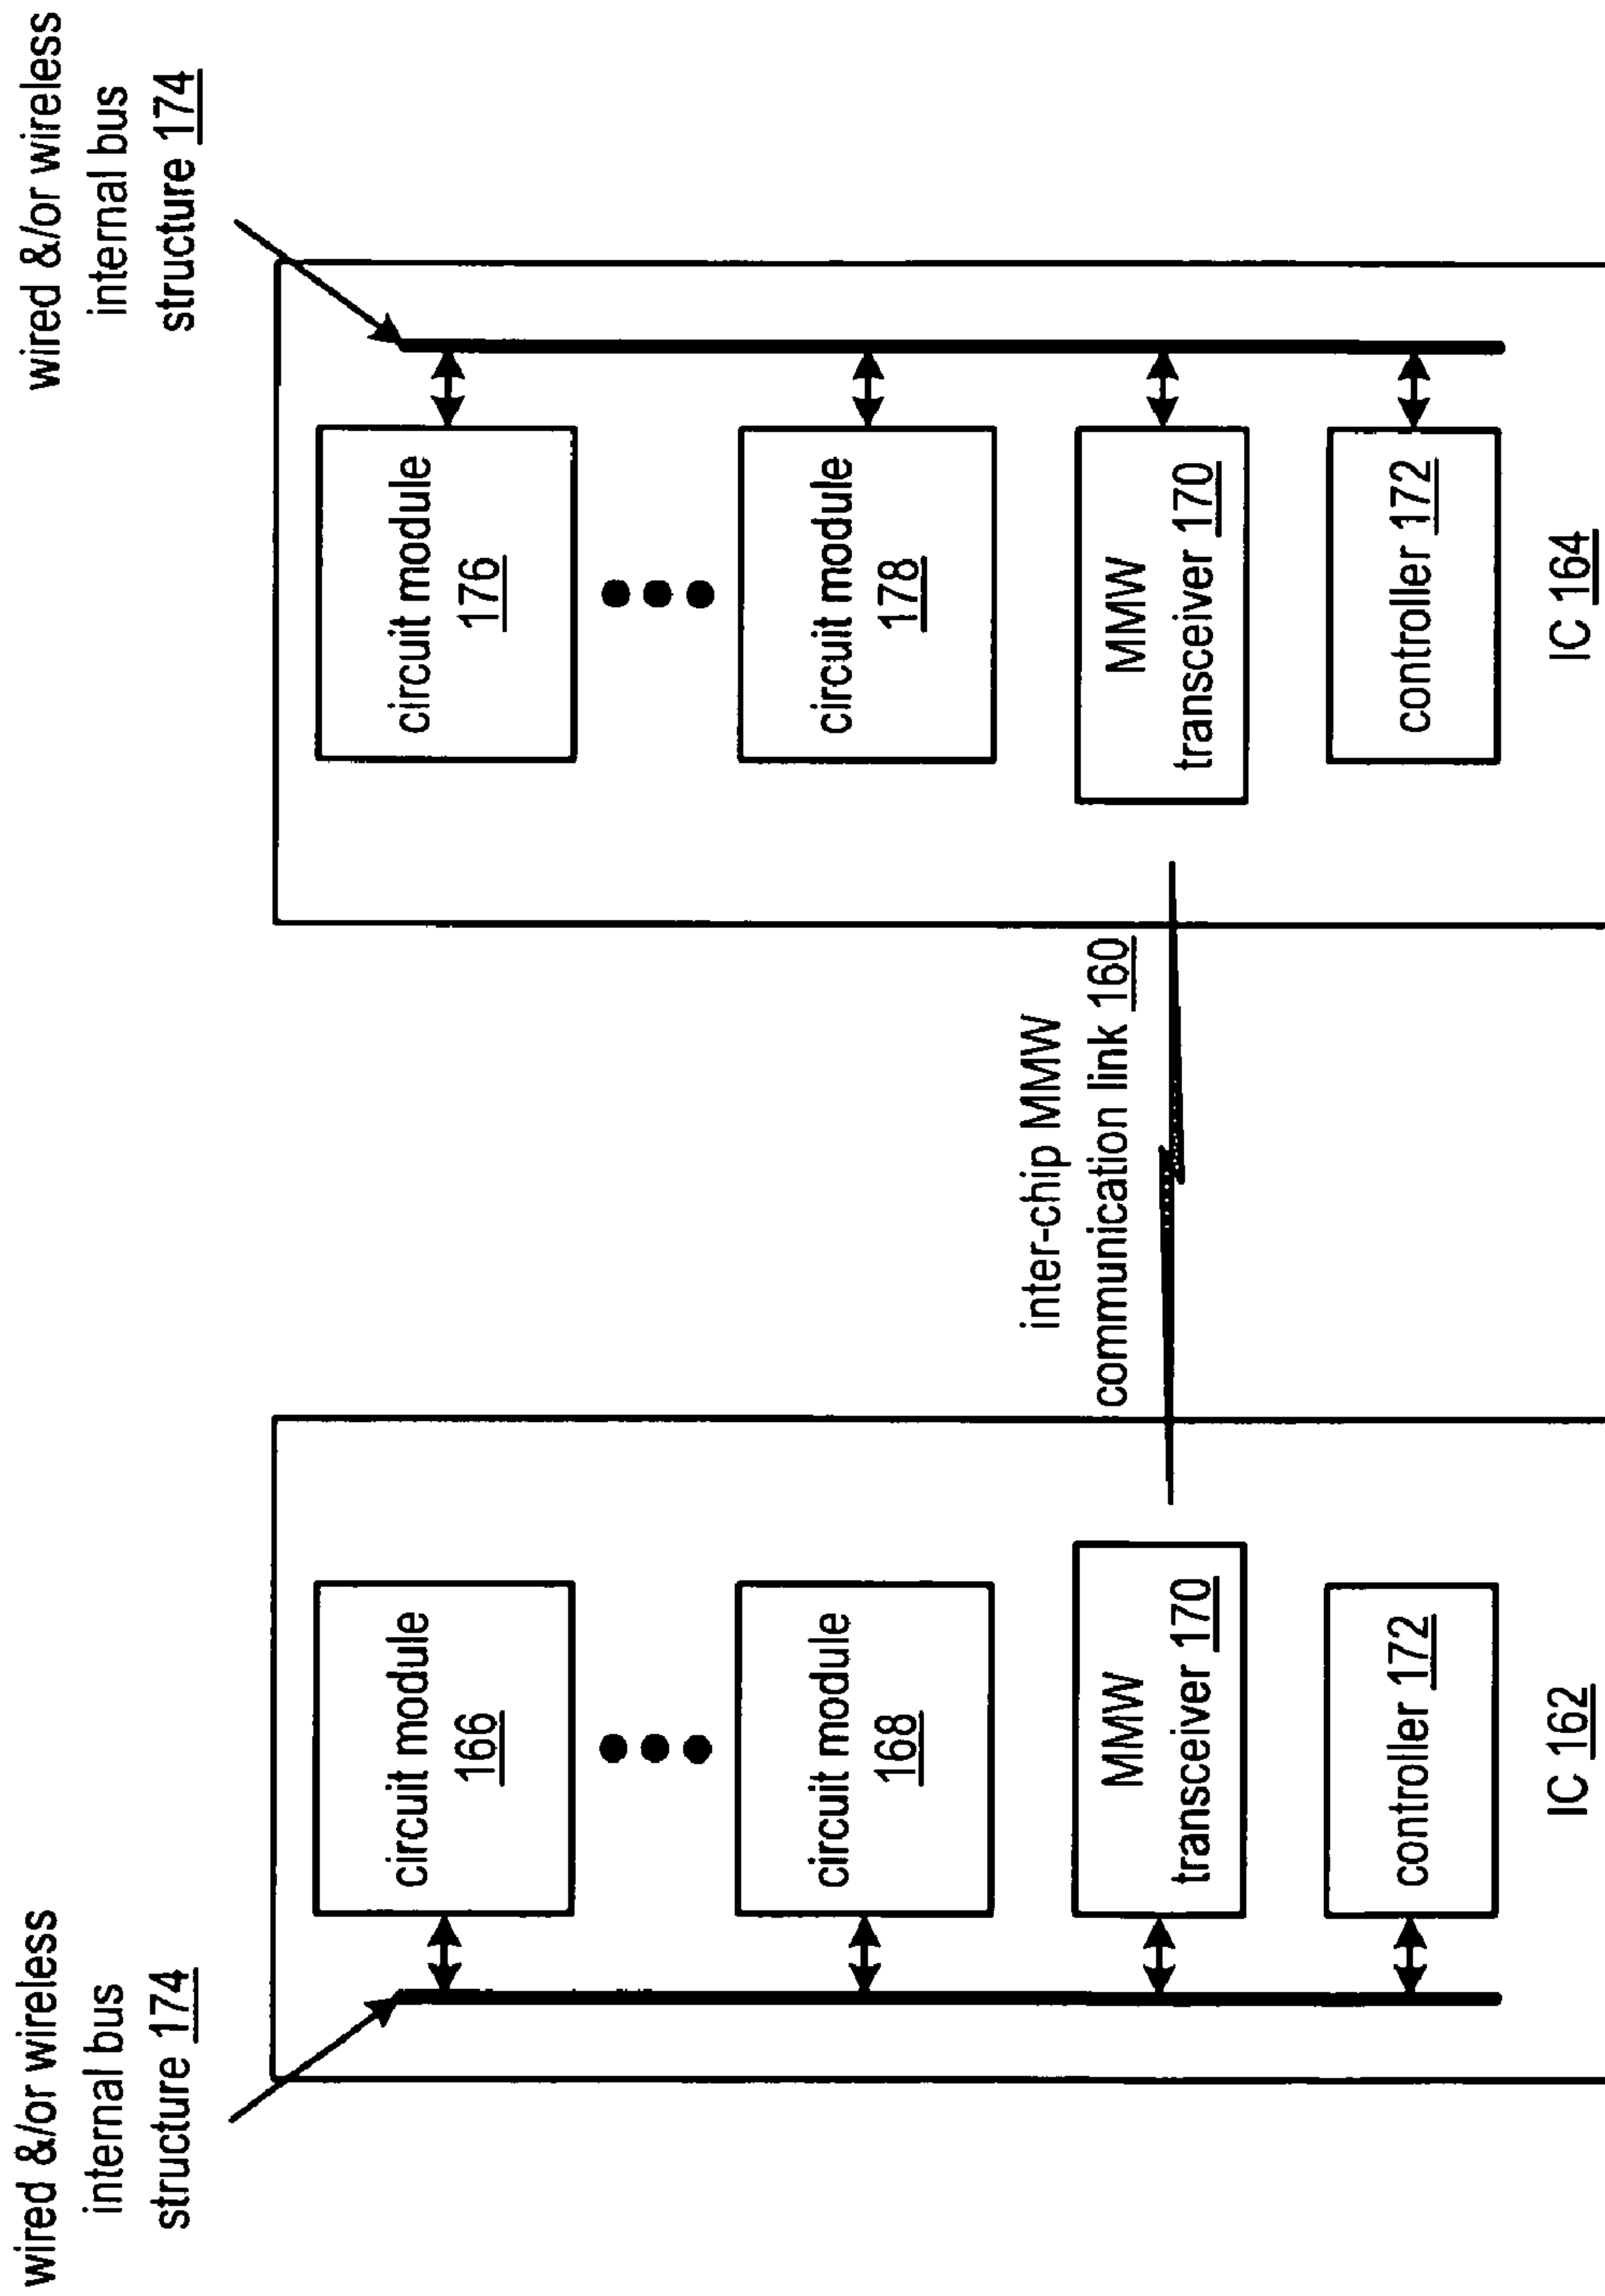 wired &/or wireless
internal bus
structure 174
circuit module
166
circuit module
168
MMW
transceiver 170
controller 172
IC 162
inter-chip MMW
communication link 160
wired &/or wireless
internal bus
structure 174
circuit module
176
circuit module
178
MMW
transceiver 170
controller 172
IC 164